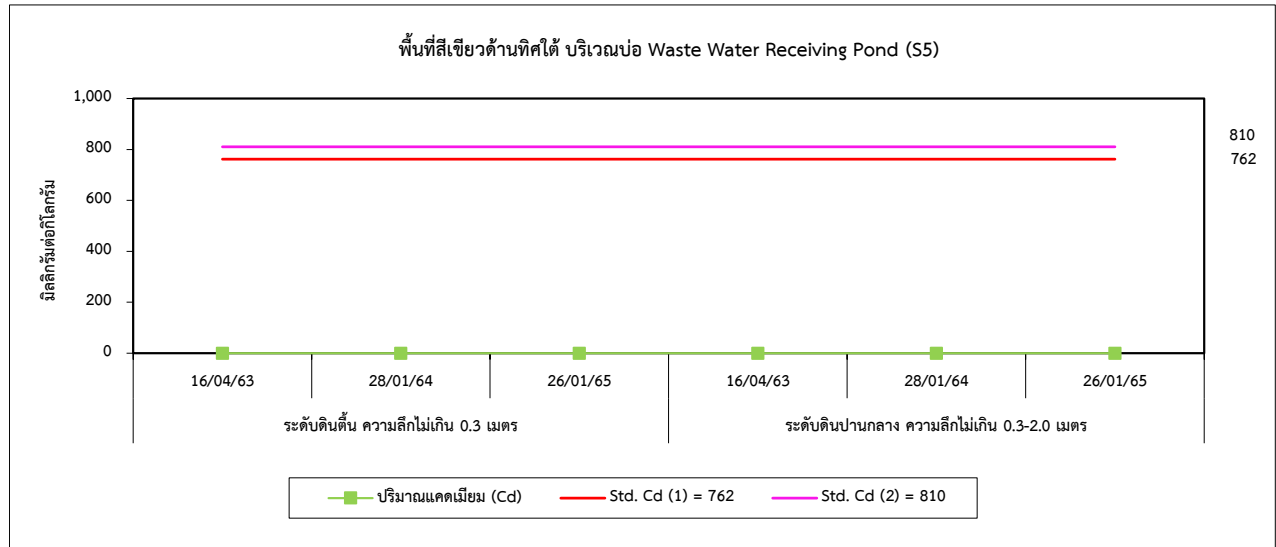 พื้นที่สีเขียวด้านทิศใต้ บริเวณบ่อ Waste Water Receiving Pond (S5)
มิลลิกรัมต่อกิโลกรัม
1,000
800
600
400
200
0
810
762
16/04/63 28/01/64 26/01/65 16/04/63 28/01/64 26/01/65
ระดับดินตื้น ความลึกไม่เกิน 0.3 เมตร ระดับดินปานกลาง ความลึกไม่เกิน 0.3-2.0 เมตร
ปริมาณแคดเมียม (Cd) Std. Cd (1) = 762 Std. Cd (2) = 810